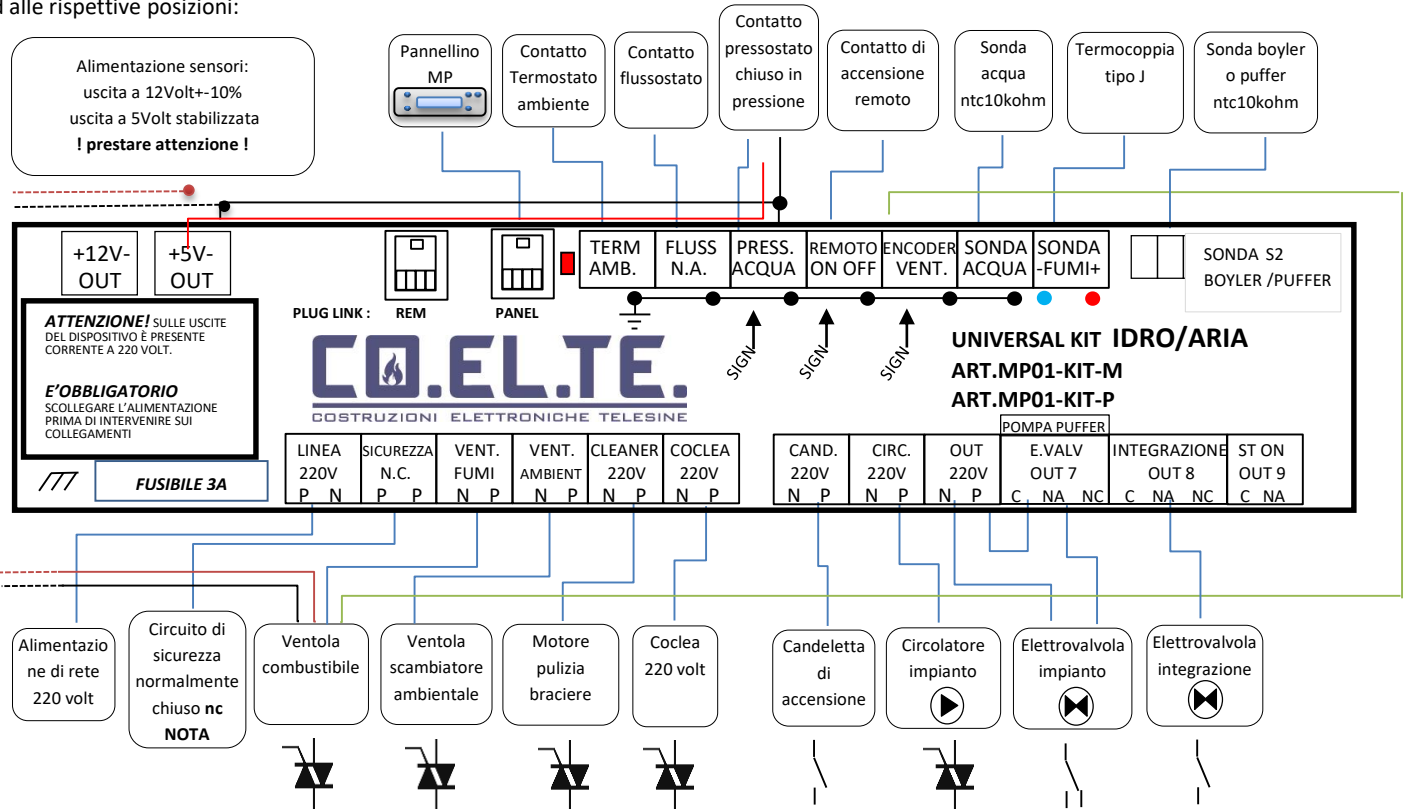 d alle rispettive posizioni:
Alimentazione sensori:
uscita a 12Volt+-10%
uscita a 5Volt stabilizzata
! prestare attenzione !
Pannellino
MP
Contatto
Termostato
ambiente
Contatto
flussostato
Contatto
pressostato
chiuso in
pressione
Contatto di
accensione
remoto
Sonda
acqua
ntc10kohm
Termocoppia
tipo J
Sonda boyler
o puffer
ntc10kohm
+12V-
OUT
+5V-
OUT
TERM
AMB.
FLUSS
N.A.
PRESS.
ACQUA
REMOTO
ON OFF
ENCODER
VENT.
SONDA
ACQUA
SONDA
-FUMI+
SONDA S2
BOYLER /PUFFER
PLUG LINK :
REM
PANEL
ATTENZIONE! SULLE USCITE
DEL DISPOSITIVO È PRESENTE
CORRENTE A 220 VOLT.
E'OBBLIGATORIO
SCOLLEGARE L'ALIMENTAZIONE
PRIMA DI INTERVENIRE SUI
COLLEGAMENTI
SIGN
SIGN
SIGN
CO.EL.TE.
COSTRUZIONI ELETTRONICHE TELESINE
UNIVERSAL KIT IDRO/ARIA
ART.MP01-KIT-M
ART.MP01-KIT-P
FUSIBILE 3A
LINEA
220V
P N
SICUREZZA
N.C.
P P
VENT.
FUMI
N P
VENT.
AMBIENT
N P
CLEANER
220V
N P
COCLEA
220V
N P
CAND.
220V
N P
CIRC.
220V
N P
OUT
220V
N P
POMPA PUFFER
E.VALV
OUT 7
C NA NC
INTEGRAZIONE
OUT 8
C NA NC
ST ON
OUT 9
C NA
Alimentazio
ne di rete
220 volt
Circuito di
sicurezza
normalmente
chiuso nc
NOTA
Ventola
combustibile
Ventola
scambiatore
ambientale
Motore
pulizia
braciere
Coclea
220 volt
Candeletta
di
accensione
Circolatore
impianto
Elettrovalvola
impianto
Elettrovalvola
integrazione